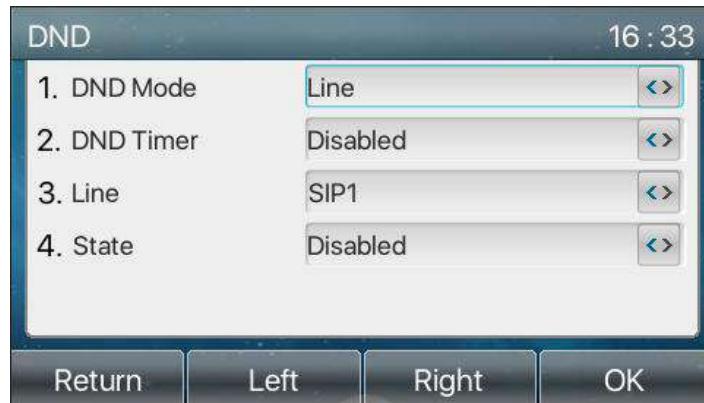 DND 16:33
1. DND Mode Line
2. DND Timer Disabled
3. Line SIP1
4. State Disabled
Return Left Right OK